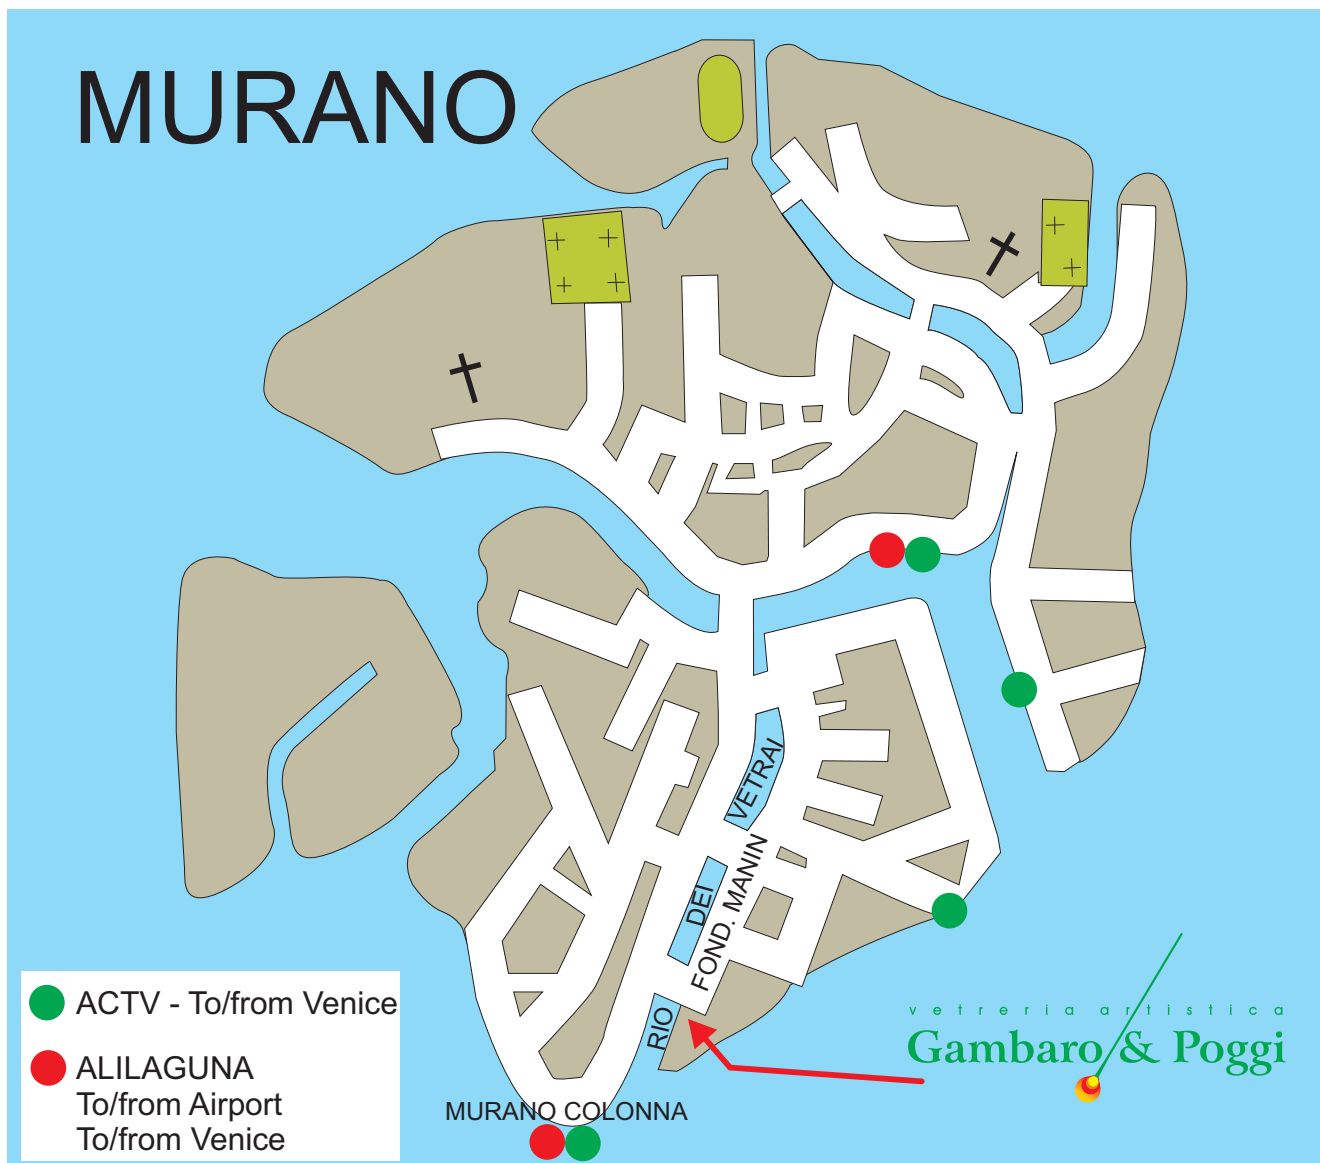 MURANO
VETRAI
DEI
FOND. MANIN
RIO
ACTV - To/from Venice
ALILAGUNA
To/from Airport
To/from Venice
vetreria artistica
Gambaro & Poggi
MURANO COLONNA